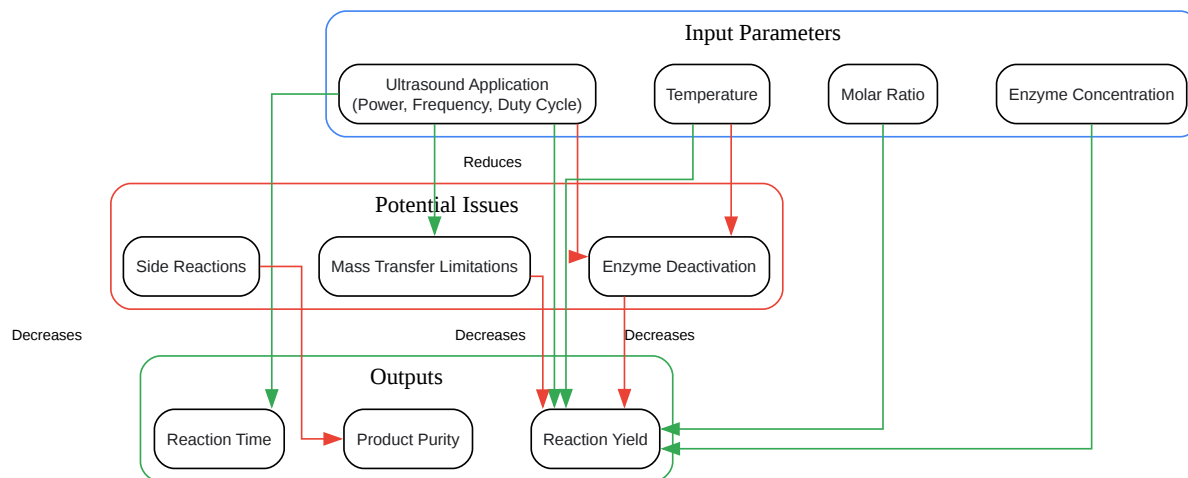 Input Parameters
Ultrasound Application
(Power, Frequency, Duty Cycle)
Temperature
Molar Ratio
Enzyme Concentration
Reduces
Potential Issues
Side Reactions
Mass Transfer Limitations
Enzyme Deactivation
Decreases
Decreases
Decreases
Outputs
Reaction Time
Product Purity
Reaction Yield